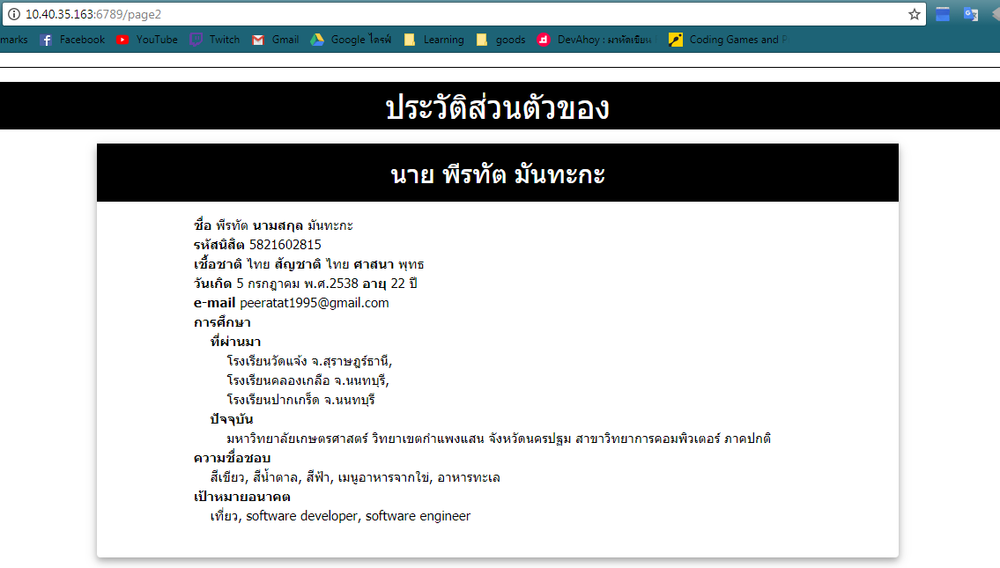 10.40.35.163:6789/page2
marks Facebook YouTube Twitch Gmail Google ไดรฟ์ Learning goods DevAhoy : มาหัดเขียน Coding Games and P
ประวัติส่วนตัวของ
นาย พีรทัต มันทะกะ
ชื่อ พีรทัต นามสกุล มันทะกะ
รหัสนิสิต 5821602815
เชื้อชาติ ไทย สัญชาติ ไทย ศาสนา พุทธ
วันเกิด 5 กรกฎาคม พ.ศ.2538 อายุ 22 ปี
e-mail peeratat1995@gmail.com
การศึกษา
ที่ผ่านมา
โรงเรียนวัดแจ้ง จ.สุราษฎร์ธานี,
โรงเรียนคลองเกลือ จ.นนทบุรี,
โรงเรียนปากเกร็ด จ.นนทบุรี
ปัจจุบัน
มหาวิทยาลัยเกษตรศาสตร์ วิทยาเขตกำแพงแสน จังหวัดนครปฐม สาขาวิทยาการคอมพิวเตอร์ ภาคปกติ
ความชื่อชอบ
สีเขียว, สีน้ำตาล, สีฟ้า, เมนูอาหารจากไข่, อาหารทะเล
เป้าหมายอนาคต
เที่ยว, software developer, software engineer